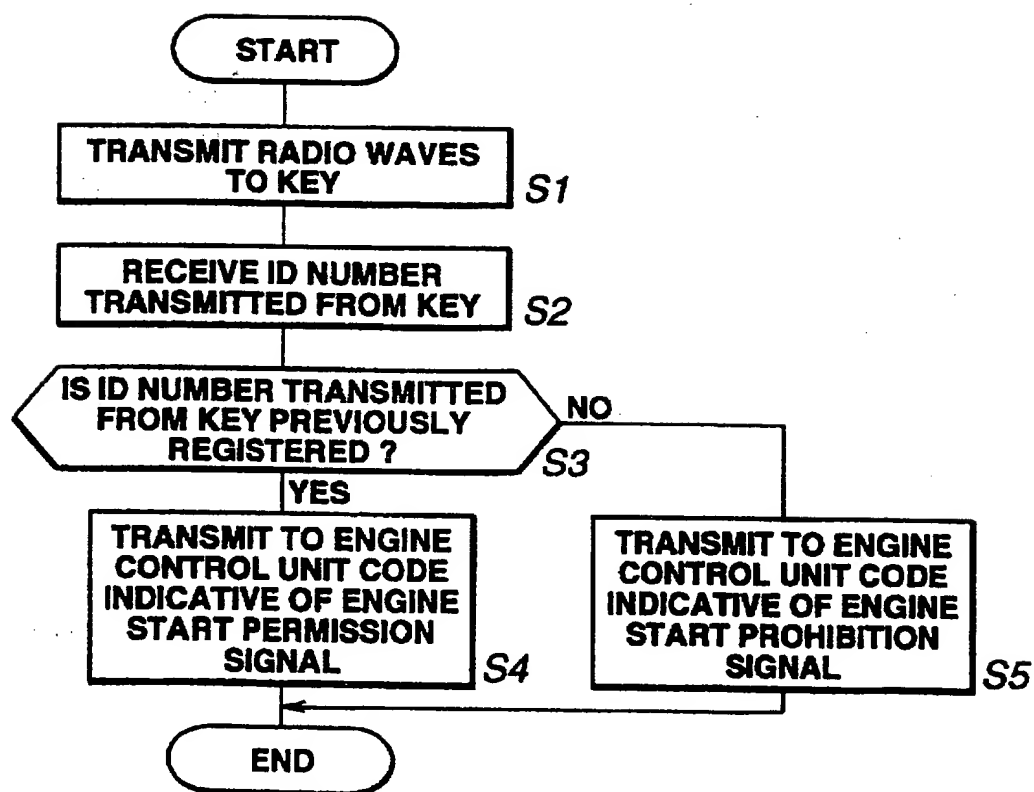 START
TRANSMIT RADIO WAVES
TO KEY
S1
RECEIVE ID NUMBER
TRANSMITTED FROM KEY
S2
IS ID NUMBER TRANSMITTED
FROM KEY PREVIOUSLY
REGISTERED ?
S3
NO
YES
TRANSMIT TO ENGINE
CONTROL UNIT CODE
INDICATIVE OF ENGINE
START PERMISSION
SIGNAL
S4
TRANSMIT TO ENGINE
CONTROL UNIT CODE
INDICATIVE OF ENGINE
START PROHIBITION
SIGNAL
S5
END